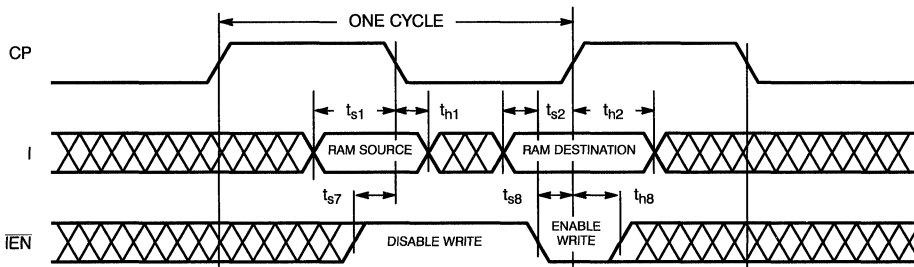 ONE CYCLE
CP
ts1 th1 ts2 th2
I
RAM SOURCE RAM DESTINATION
ts7 ts8 th8
IEN
DISABLE WRITE
ENABLE
WRITE